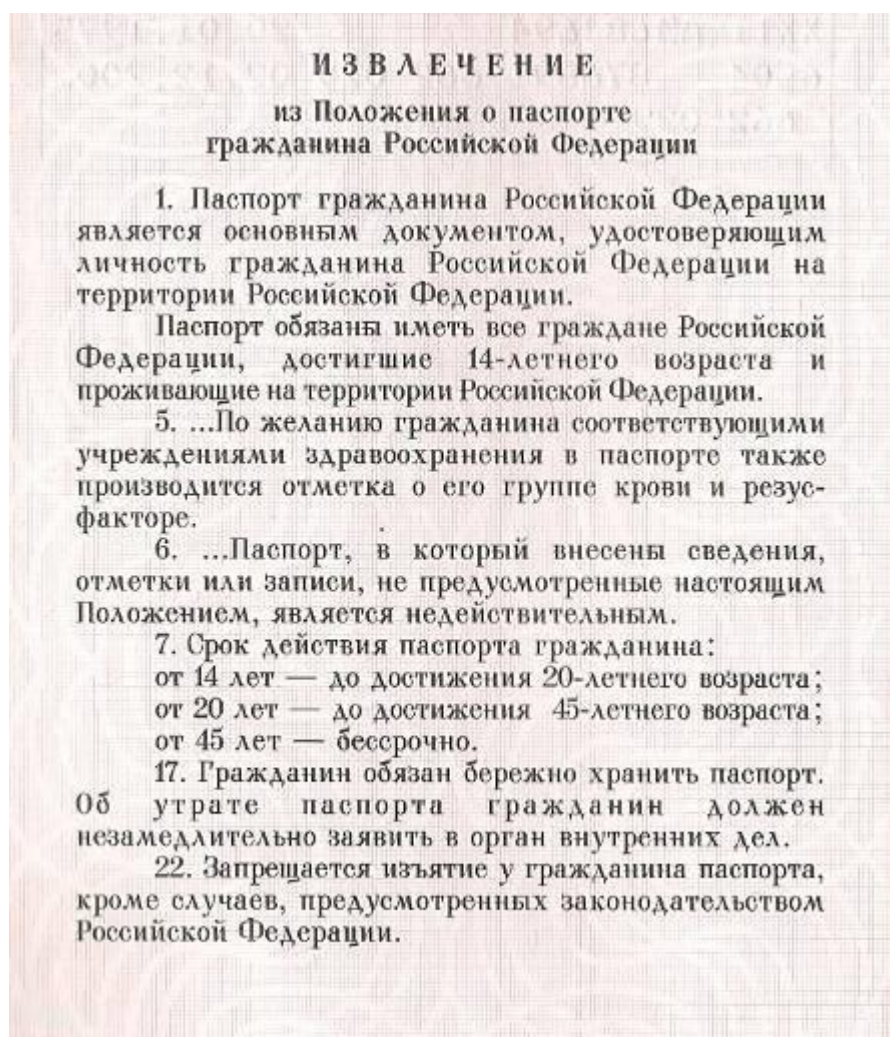 ИЗВЛЕЧЕНИЕ
из Положения о паспорте
гражданина Российской Федерации
1. Паспорт гражданина Российской Федерации
является основным документом, удостоверяющим
личность гражданина Российской Федерации на
территории Российской Федерации.
Паспорт обязаны иметь все граждане Российской
Федерации, достигшие 14-летнего возраста и
проживающие на территории Российской Федерации.
5. ...По желанию гражданина соответствующими
учреждениями здравоохранения в паспорте также
производится отметка о его группе крови и резус-
факторе.
6. ...Паспорт, в который внесены сведения,
отметки или записи, не предусмотренные настоящим
Положением, является недействительным.
7. Срок действия паспорта гражданина:
от 14 лет — до достижения 20-летнего возраста;
от 20 лет — до достижения 45-летнего возраста;
от 45 лет — бессрочно.
17. Гражданин обязан бережно хранить паспорт.
Об утрате паспорта гражданин должен
незамедлительно заявить в орган внутренних дел.
22. Запрещается изъятие у гражданина паспорта,
кроме случаев, предусмотренных законодательством
Российской Федерации.